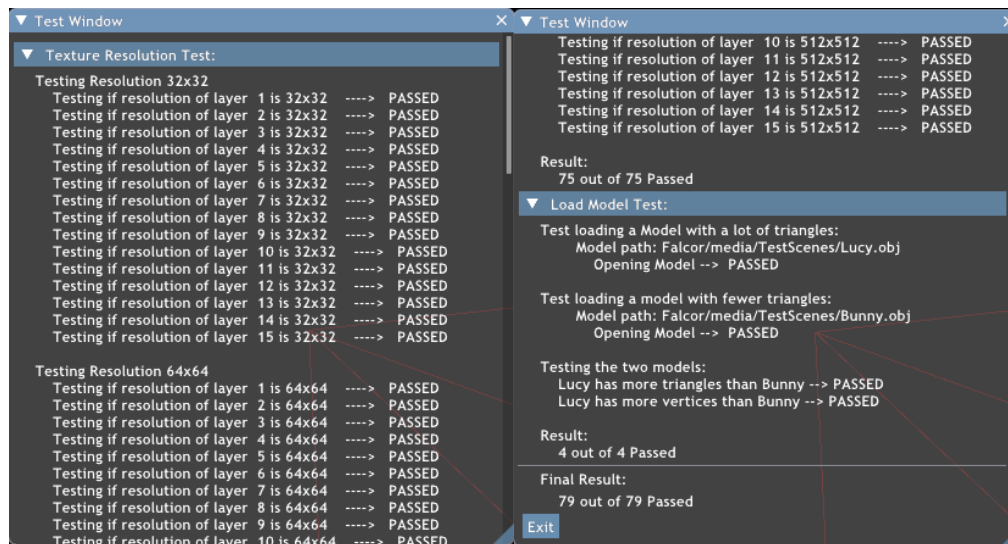 Test Window
Texture Resolution Test:
Testing Resolution 32x32
Testing if resolution of layer 1 is 32x32 ----> PASSED
Testing if resolution of layer 2 is 32x32 ----> PASSED
Testing if resolution of layer 3 is 32x32 ----> PASSED
Testing if resolution of layer 4 is 32x32 ----> PASSED
Testing if resolution of layer 5 is 32x32 ----> PASSED
Testing if resolution of layer 6 is 32x32 ----> PASSED
Testing if resolution of layer 7 is 32x32 ----> PASSED
Testing if resolution of layer 8 is 32x32 ----> PASSED
Testing if resolution of layer 9 is 32x32 ----> PASSED
Testing if resolution of layer 10 is 32x32 ----> PASSED
Testing if resolution of layer 11 is 32x32 ----> PASSED
Testing if resolution of layer 12 is 32x32 ----> PASSED
Testing if resolution of layer 13 is 32x32 ----> PASSED
Testing if resolution of layer 14 is 32x32 ----> PASSED
Testing if resolution of layer 15 is 32x32 ----> PASSED
Testing Resolution 64x64
Testing if resolution of layer 1 is 64x64 ----> PASSED
Testing if resolution of layer 2 is 64x64 ----> PASSED
Testing if resolution of layer 3 is 64x64 ----> PASSED
Testing if resolution of layer 4 is 64x64 ----> PASSED
Testing if resolution of layer 5 is 64x64 ----> PASSED
Testing if resolution of layer 6 is 64x64 ----> PASSED
Testing if resolution of layer 7 is 64x64 ----> PASSED
Testing if resolution of layer 8 is 64x64 ----> PASSED
Testing if resolution of layer 9 is 64x64 ----> PASSED
Testing if resolution of layer 10 is 64x64 ----> PASSED
Test Window
Testing if resolution of layer 10 is 512x512 ----> PASSED
Testing if resolution of layer 11 is 512x512 ----> PASSED
Testing if resolution of layer 12 is 512x512 ----> PASSED
Testing if resolution of layer 13 is 512x512 ----> PASSED
Testing if resolution of layer 14 is 512x512 ----> PASSED
Testing if resolution of layer 15 is 512x512 ----> PASSED
Result:
75 out of 75 Passed
Load Model Test:
Test loading a Model with a lot of triangles:
Model path: Falcor/media/TestScenes/Lucy.obj
Opening Model --> PASSED
Test loading a model with fewer triangles:
Model path: Falcor/media/TestScenes/Bunny.obj
Opening Model --> PASSED
Testing the two models:
Lucy has more triangles than Bunny --> PASSED
Lucy has more vertices than Bunny --> PASSED
Result:
4 out of 4 Passed
Final Result:
79 out of 79 Passed
Exit